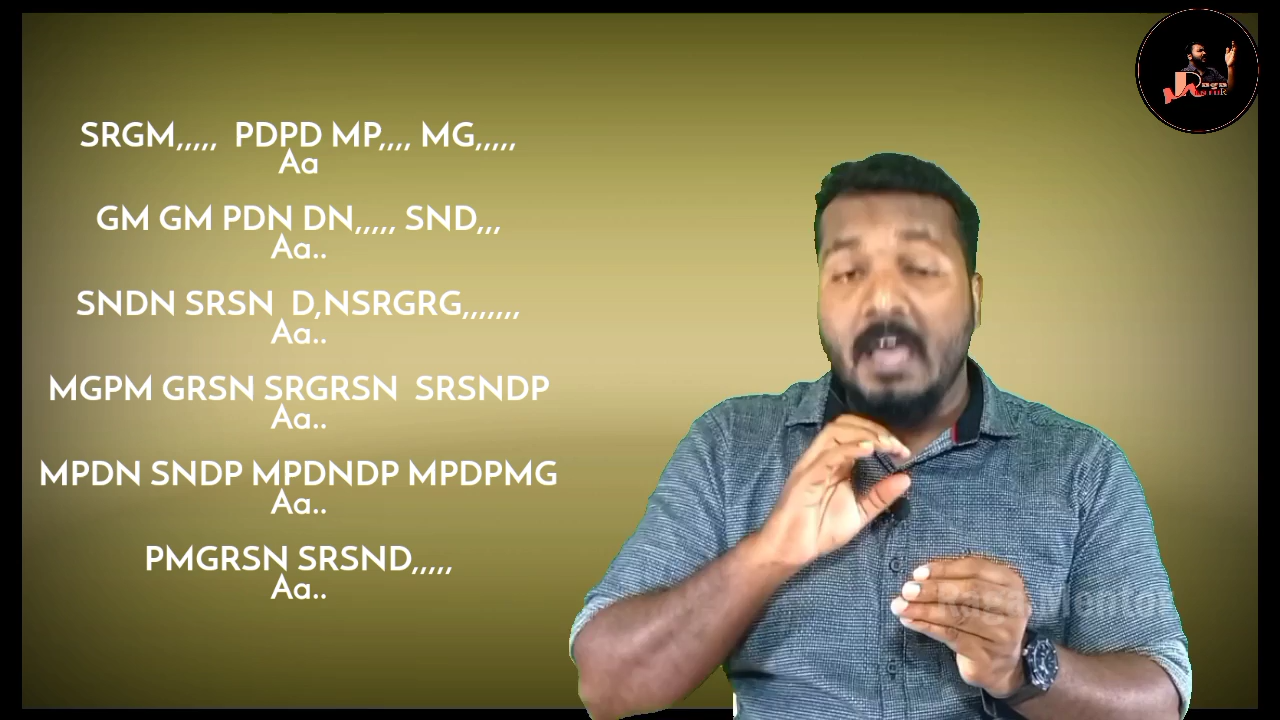 SRGM,,,,,  PDPD MP,,,, MG,,,,,
Aa
GM GM PDN DN,,,,, SND,,,
Aa..
SNDN SRSN  D,NSRGRG,,,,,,,
Aa..
MGPM GRSN SRGRSN  SRSNDP
Aa..
MPDN SNDP MPDNDP MPDPMG
Aa..
PMGRSN SRSND,,,,,
Aa..